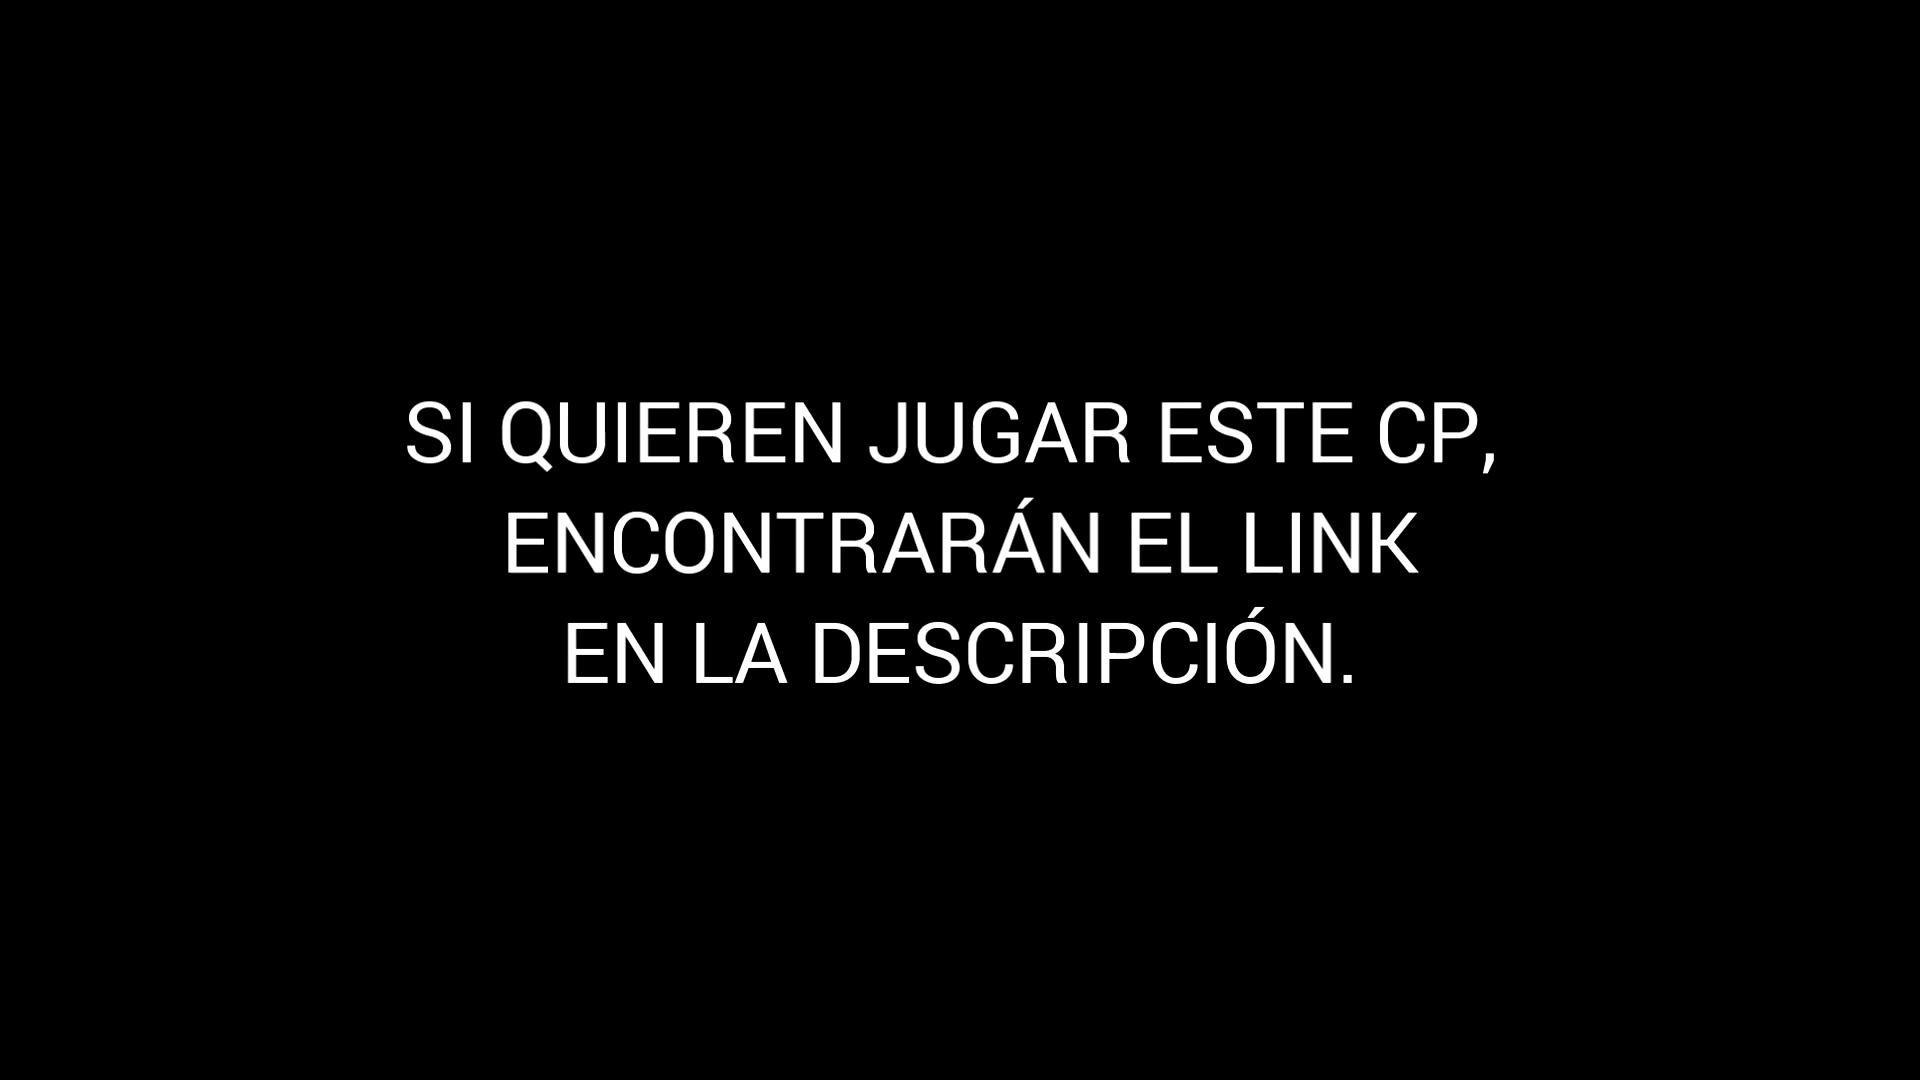 SI QUIEREN JUGAR ESTE CP,
ENCONTRARÁN EL LINK
EN LA DESCRIPCIÓN.